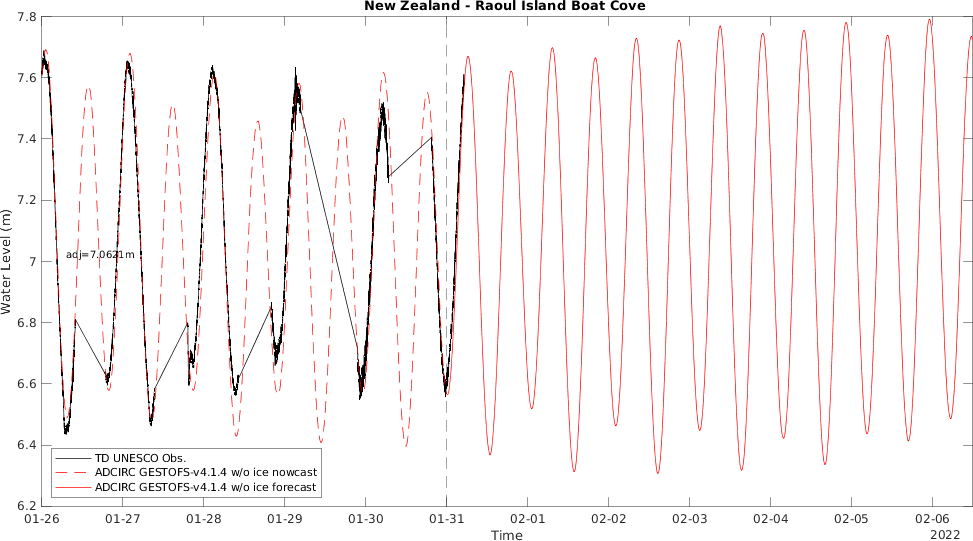 New Zealand - Raoul Island Boat Cove
7.8
7.6
7.4
7.2
7
6.8
6.6
6.4
6.2
Water Level (m)
adj=7.0621m
TD UNESCO Obs.
ADCIRC GESTOFS-v4.1.4 w/o ice nowcast
ADCIRC GESTOFS-v4.1.4 w/o ice forecast
01-26 01-27 01-28 01-29 01-30 01-31 02-01 02-02 02-03 02-04 02-05 02-06
Time
2022